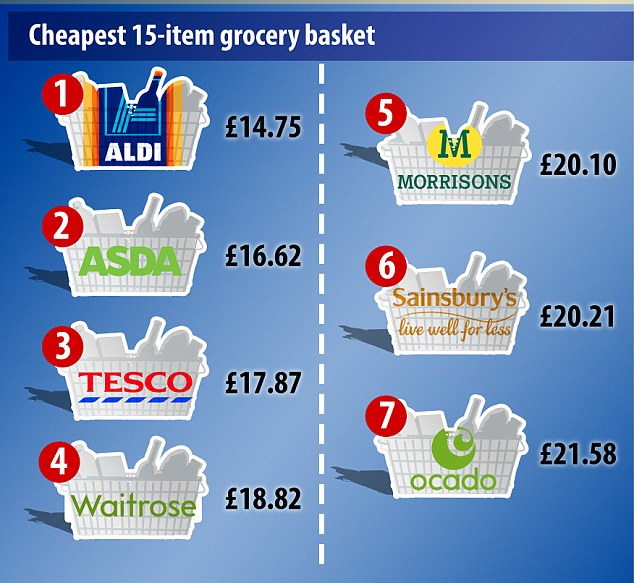 Cheapest 15-item grocery basket
1
ALDI
£14.75
2
ASDA
£16.62
3
TESCO
£17.87
4
Waitrose
£18.82
5
M
MORRISONS
£20.10
6
Sainsbury's
live well for less
£20.21
7
ocado
£21.58